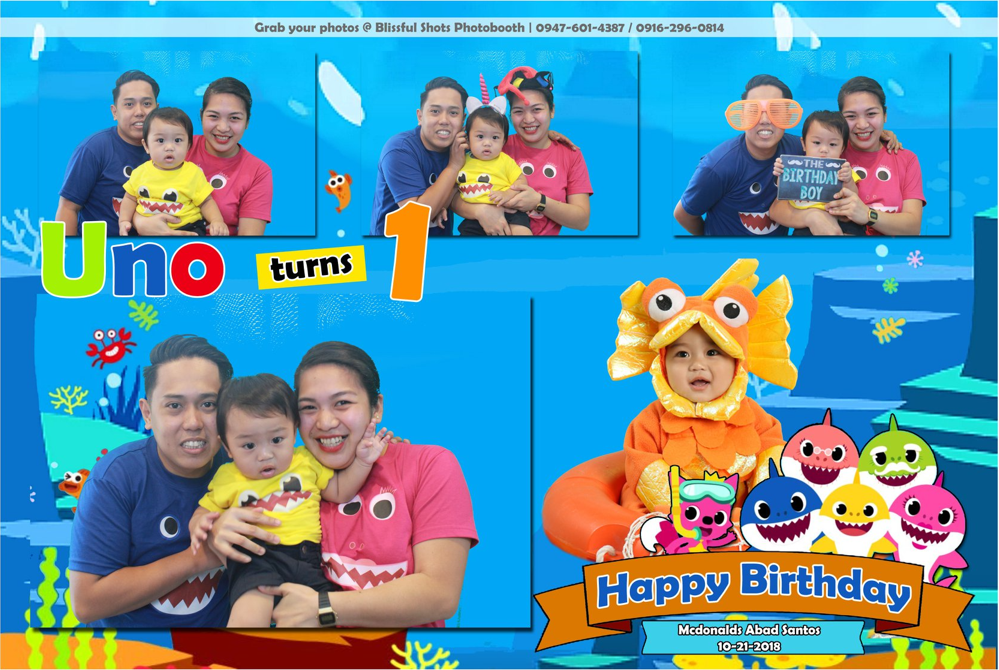 Grab your photos @ Blissful Shots Photobooth | 0947-601-4387 / 0916-296-0814
THE
BIRTHDAY
BOY
Uno turns 1
Happy Birthday
Mcdonalds Abad Santos
10-21-2018